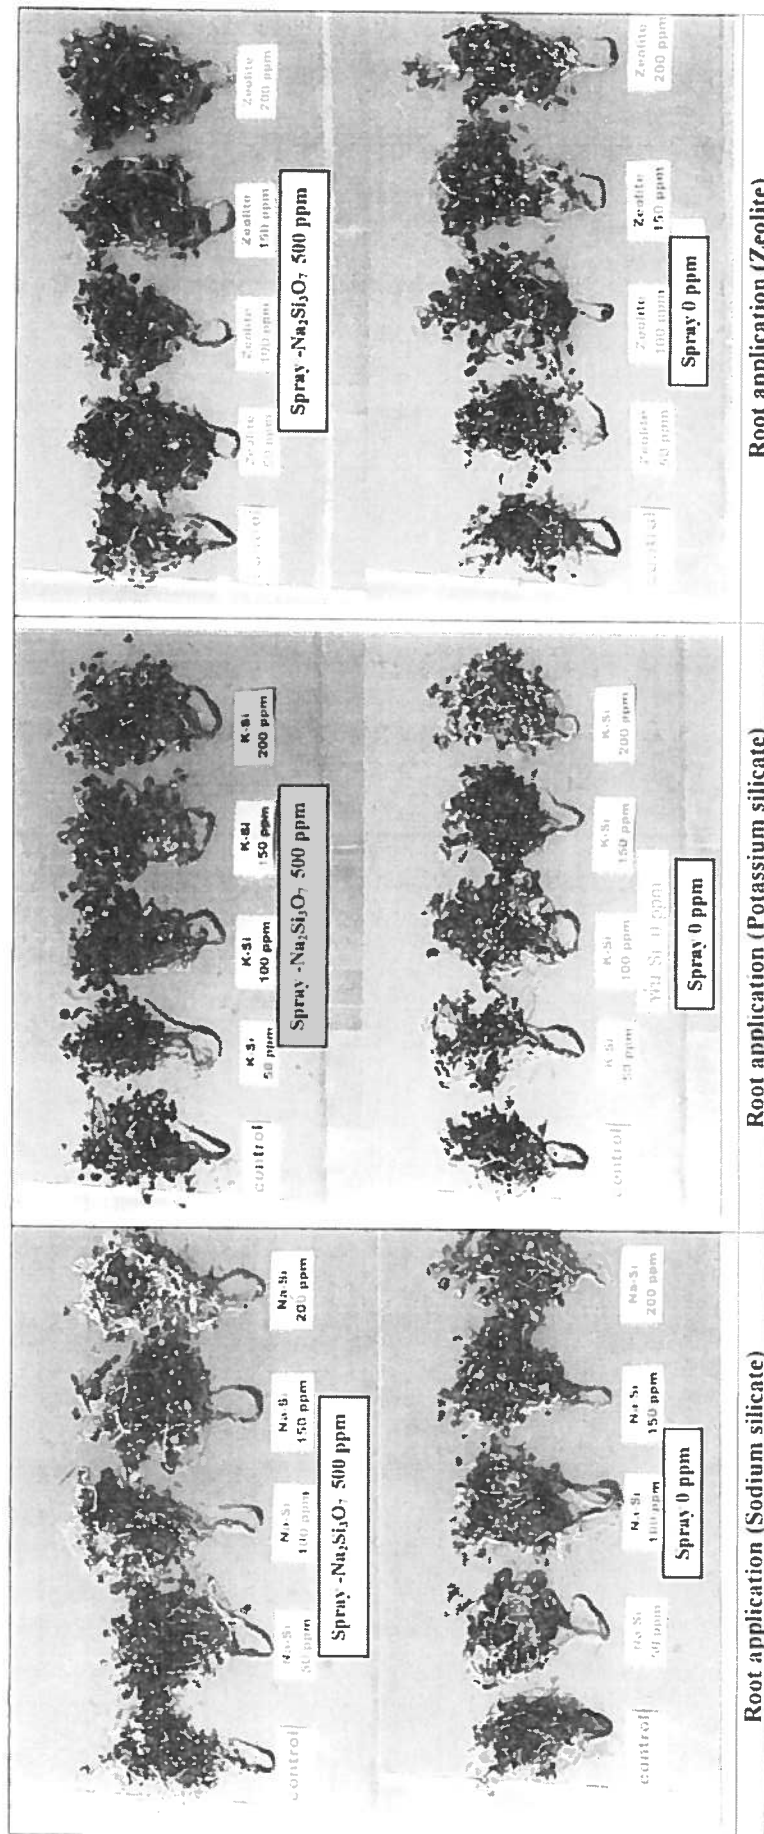 control
Na-Si
50 ppm
Na-Si
100 ppm
Na-Si
150 ppm
Na-Si
200 ppm
Spray -Na₂Si₃O₇ 500 ppm
control
Na-Si
50 ppm
Na-Si
100 ppm
Na-Si
150 ppm
Na-Si
200 ppm
Spray 0 ppm
Root application (Sodium silicate)
control
K-Si
50 ppm
K-Si
100 ppm
K-Si
150 ppm
K-Si
200 ppm
Spray -Na₂Si₃O₇ 500 ppm
control
K-Si
50 ppm
K-Si
100 ppm
K-Si
150 ppm
K-Si
200 ppm
Si 0 ppm
Spray 0 ppm
Root application (Potassium silicate)
control
Zeolite
50 ppm
Zeolite
100 ppm
Zeolite
150 ppm
Zeolite
200 ppm
Spray -Na₂Si₃O₇ 500 ppm
control
Zeolite
50 ppm
Zeolite
100 ppm
Zeolite
150 ppm
Zeolite
200 ppm
Spray 0 ppm
Root application (Zeolite)